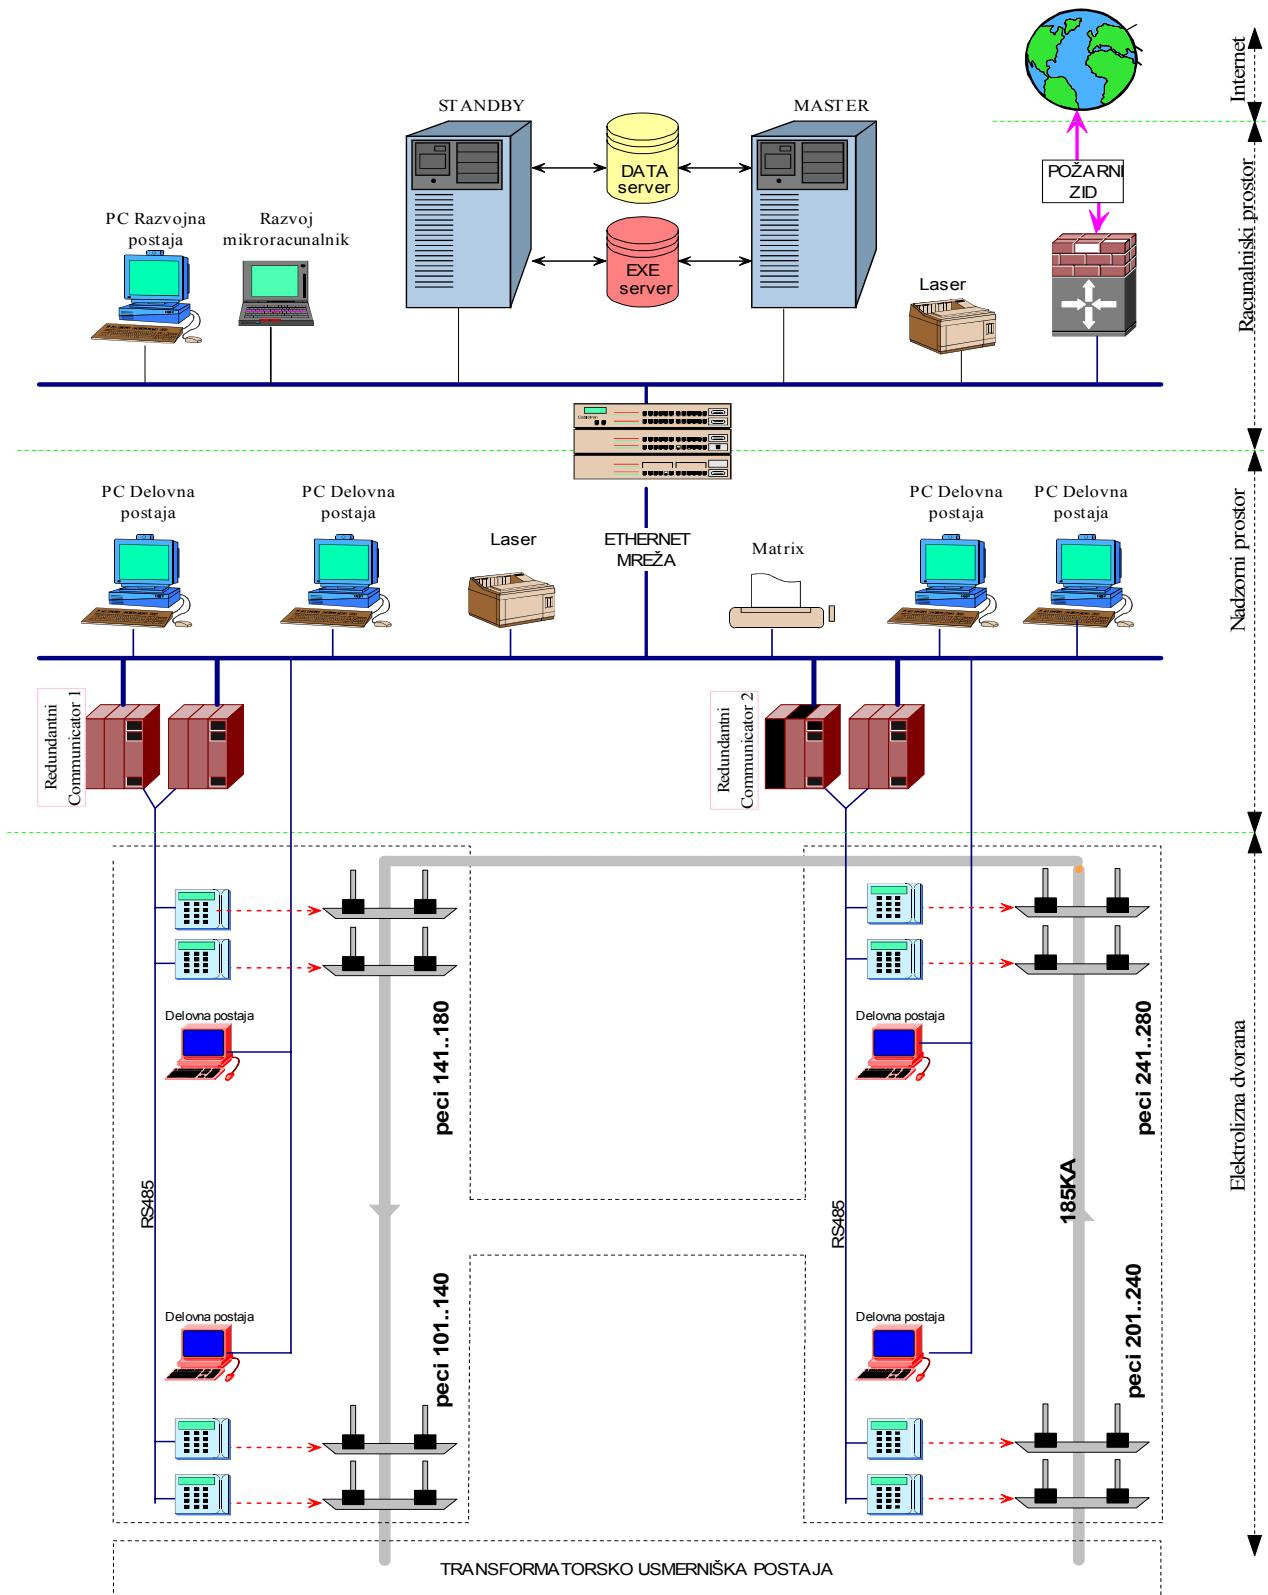 Internet
STANDBY
MASTER
DATA
server
POŽARNI
ZID
Racunalniski prostor
PC Razvojna
postaja
Razvoj
mikroracunalnik
EXE
server
Laser
PC Delovna
postaja
PC Delovna
postaja
Laser
ETHERNET
MREŽA
Matrix
PC Delovna
postaja
PC Delovna
postaja
Nadzorni prostor
Redundantni
Communicator 1
Redundantni
Communicator 2
Delovna postaja
peci 141..180
Delovna postaja
peci 241..280
Elektrolizna dvorana
RS485
RS485
185KA
Delovna postaja
peci 101..140
Delovna postaja
peci 201..240
TRANSFORMATORSKO USMERNIŠKA POSTAJA